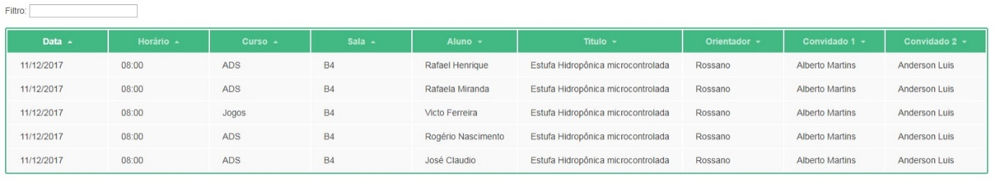 Filtro:
Data Horário Curso Sala Aluno Título Orientador Convidado 1 Convidado 2
11/12/2017 08:00 ADS B4 Rafael Henrique Estufa Hidropônica microcontrolada Rossano Alberto Martins Anderson Luis
11/12/2017 08:00 ADS B4 Rafaela Miranda Estufa Hidropônica microcontrolada Rossano Alberto Martins Anderson Luis
11/12/2017 08:00 Jogos B4 Victo Ferreira Estufa Hidropônica microcontrolada Rossano Alberto Martins Anderson Luis
11/12/2017 08:00 ADS B4 Rogério Nascimento Estufa Hidropônica microcontrolada Rossano Alberto Martins Anderson Luis
11/12/2017 08:00 ADS B4 José Claudio Estufa Hidropônica microcontrolada Rossano Alberto Martins Anderson Luis